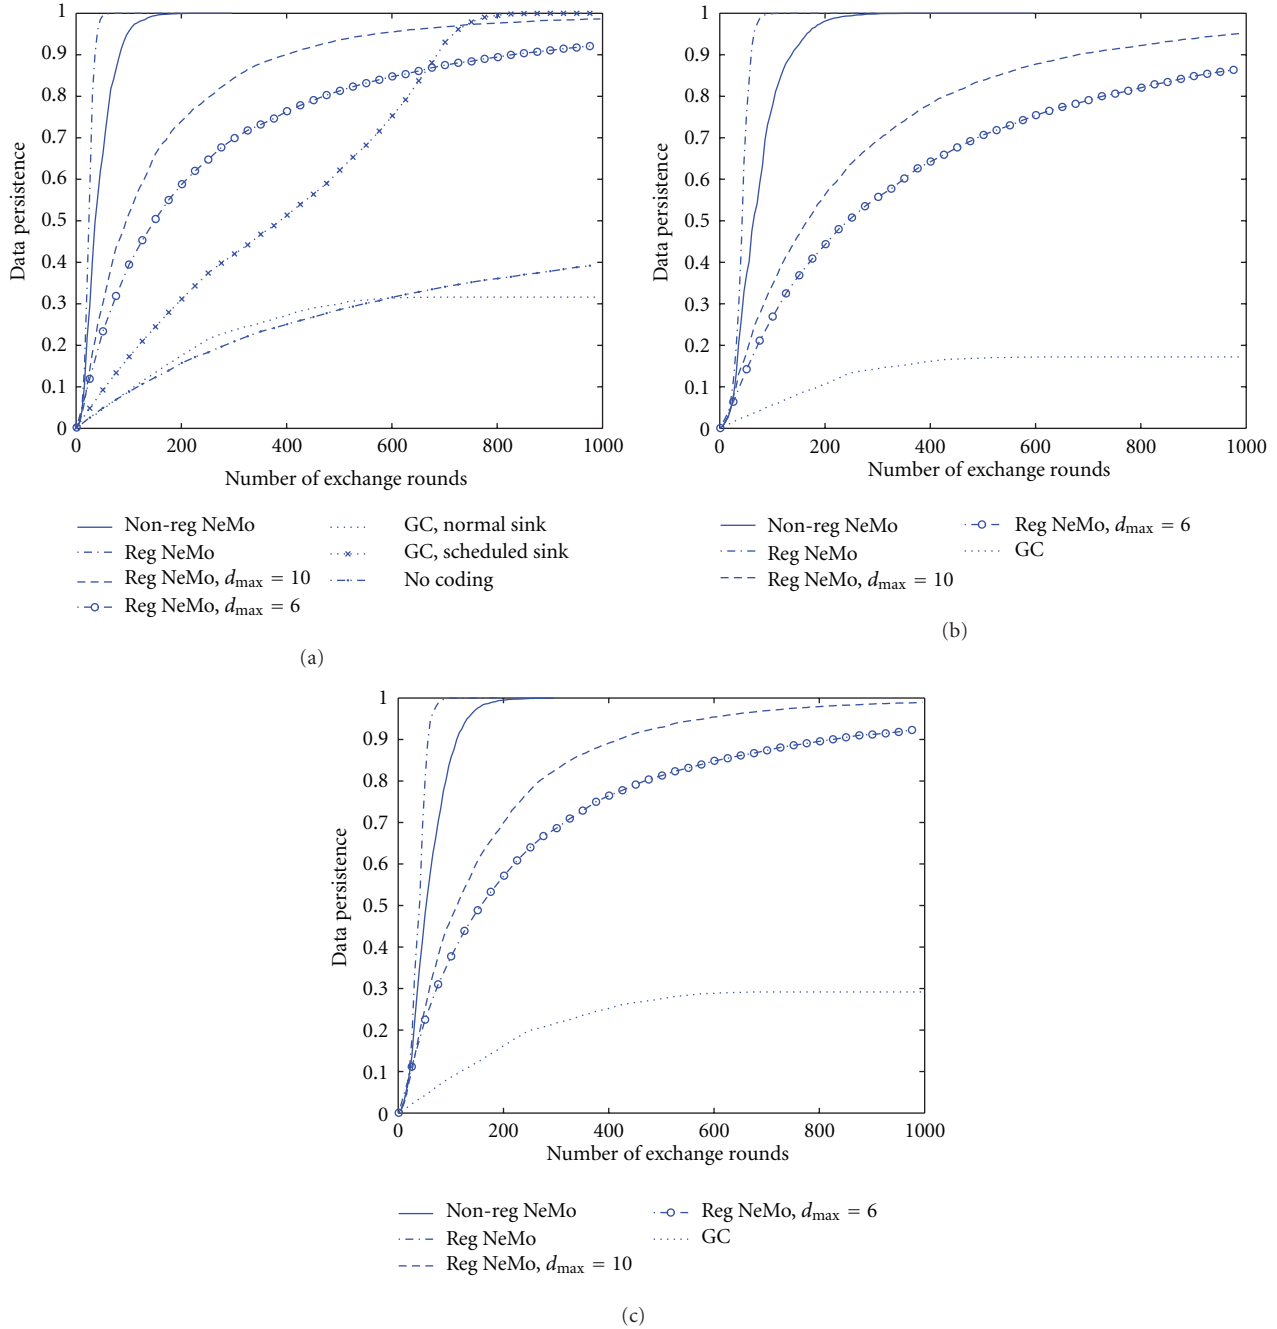 1
0.9
0.8
0.7
0.6
0.5
0.4
0.3
0.2
0.1
0
0 200 400 600 800 1000
Data persistence
Number of exchange rounds
Non-reg NeMo
Reg NeMo
Reg NeMo, dmax = 10
Reg NeMo, dmax = 6
GC, normal sink
GC, scheduled sink
No coding
(a)
1
0.9
0.8
0.7
0.6
0.5
0.4
0.3
0.2
0.1
0
0 200 400 600 800 1000
Data persistence
Number of exchange rounds
Non-reg NeMo
Reg NeMo
Reg NeMo, dmax = 10
Reg NeMo, dmax = 6
GC
(b)
1
0.9
0.8
0.7
0.6
0.5
0.4
0.3
0.2
0.1
0
0 200 400 600 800 1000
Data persistence
Number of exchange rounds
Non-reg NeMo
Reg NeMo
Reg NeMo, dmax = 10
Reg NeMo, dmax = 6
GC
(c)